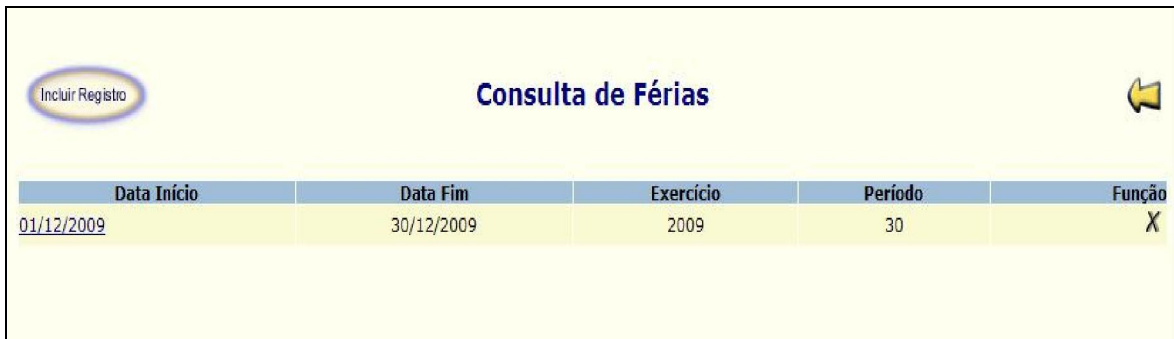 Incluir Registro
Consulta de Férias
Data Início Data Fim Exercício Período Função
01/12/2009 30/12/2009 2009 30 X